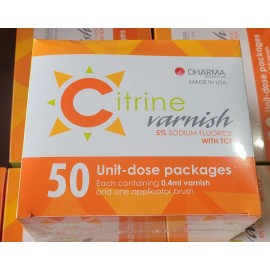 DHARMA
MADE IN USA
Citrine
varnish
5% SODIUM FLUORIDE
WITH TCP
50 Unit-dose packages
Each containing 0.4ml varnish
and one applicator brush.